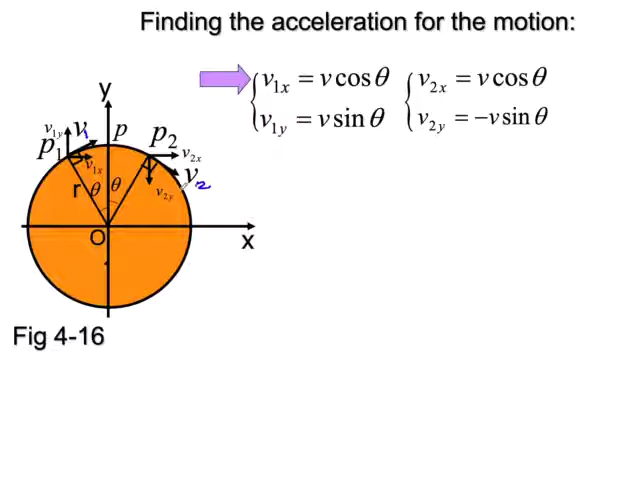 Finding the acceleration for the motion:
v1x = v cos θ   v2x = v cos θ
v1y = v sin θ   v2y = −v sin θ
y
v1y v1 p p2
p1 v1x v2x
r θ θ v2y v2
O x
Fig 4-16